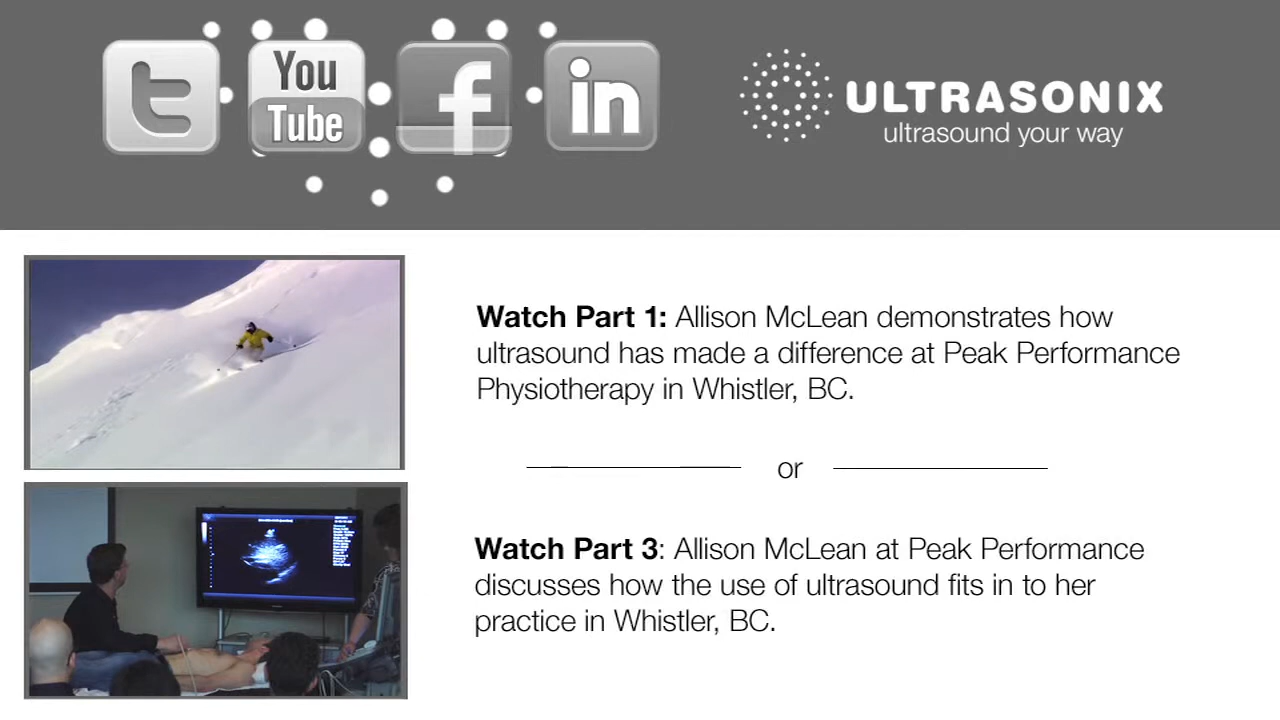 t
You
Tube
f
in
ULTRASONIX
ultrasound your way
Watch Part 1: Allison McLean demonstrates how
ultrasound has made a difference at Peak Performance
Physiotherapy in Whistler, BC.
or
Watch Part 3: Allison McLean at Peak Performance
discusses how the use of ultrasound fits in to her
practice in Whistler, BC.